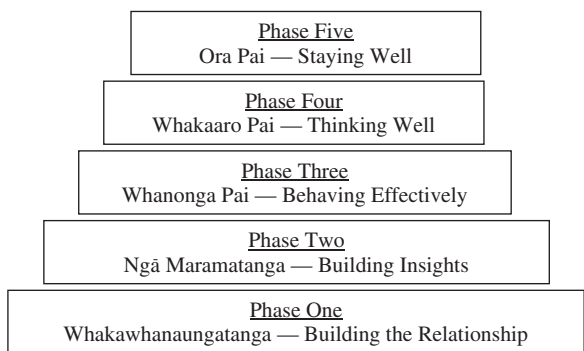 Phase Five
Ora Pai — Staying Well
Phase Four
Whakaaro Pai — Thinking Well
Phase Three
Whanonga Pai — Behaving Effectively
Phase Two
Ngā Maramatanga — Building Insights
Phase One
Whakawhanaungatanga — Building the Relationship